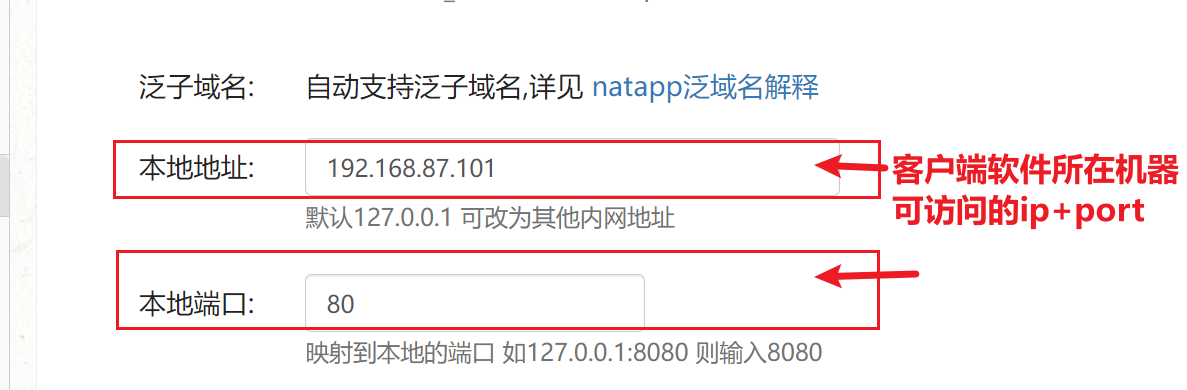 泛子域名: 自动支持泛子域名,详见 natapp泛域名解释
本地地址: 192.168.87.101
默认127.0.0.1 可改为其他内网地址
客户端软件所在机器
可访问的ip+port
本地端口: 80
映射到本地的端口 如127.0.0.1:8080 则输入8080